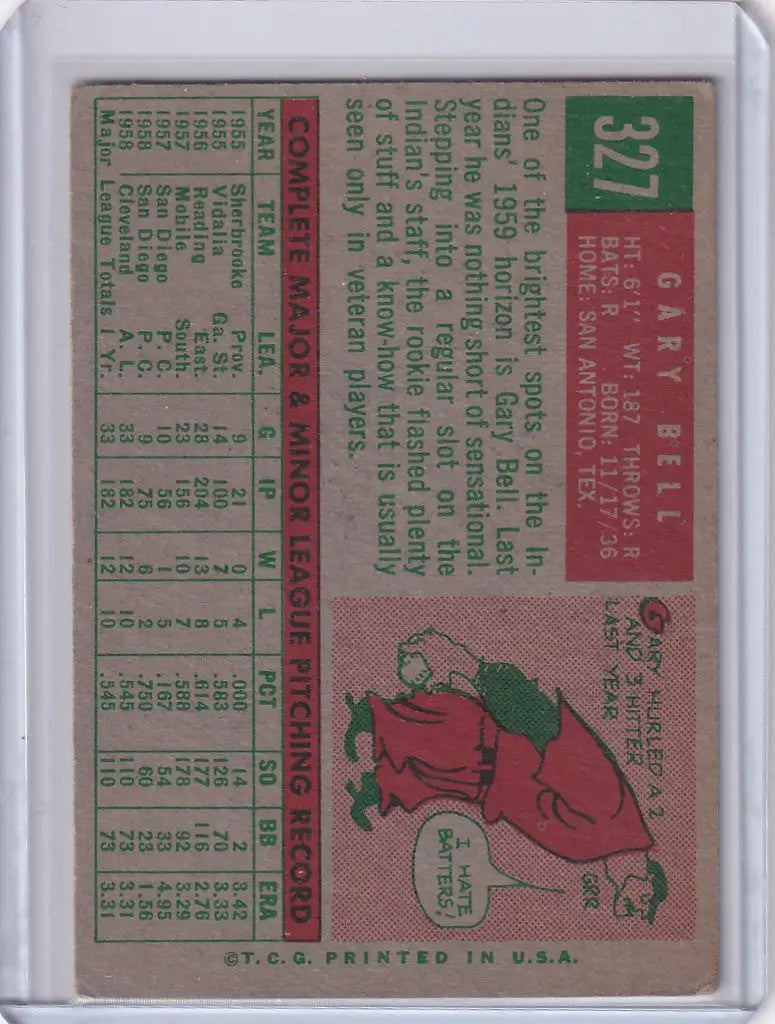 327
GARY BELL
HT: 6'1" WT: 187 THROWS: R
BATS: R BORN: 11/17/36
HOME: SAN ANTONIO, TEX.
One of the brightest spots on the In-
dians' 1959 horizon is Gary Bell. Last
year he was nothing short of sensational.
Stepping into a regular slot on the
Indian's staff, the rookie flashed plenty
of stuff and a know-how that is usually
seen only in veteran players.
GARY HURLED A 2
AND 3 HITTER
LAST YEAR
GRR
I HATE
BATTERS!
COMPLETE MAJOR & MINOR LEAGUE PITCHING RECORD
YEAR TEAM LEA. G IP W L PCT SO BB ERA
1955 Sherbrooke Prov. 9 21 0 4 .000 14 2 3.42
1955 Vidalia Ga. St. 14 100 7 5 .583 126 70 3.33
1956 Reading East. 28 204 13 8 .614 177 116 2.76
1957 Mobile South. 23 156 10 7 .588 178 92 3.29
1957 San Diego P. C. 10 56 1 5 .167 54 33 4.95
1958 San Diego P. C. 9 75 6 2 .750 60 23 1.56
1958 Cleveland A. L. 33 182 12 10 .545 110 73 3.31
Major League Totals 1 Yr. 33 182 12 10 .545 110 73 3.31
©T.C.G. PRINTED IN U.S.A.